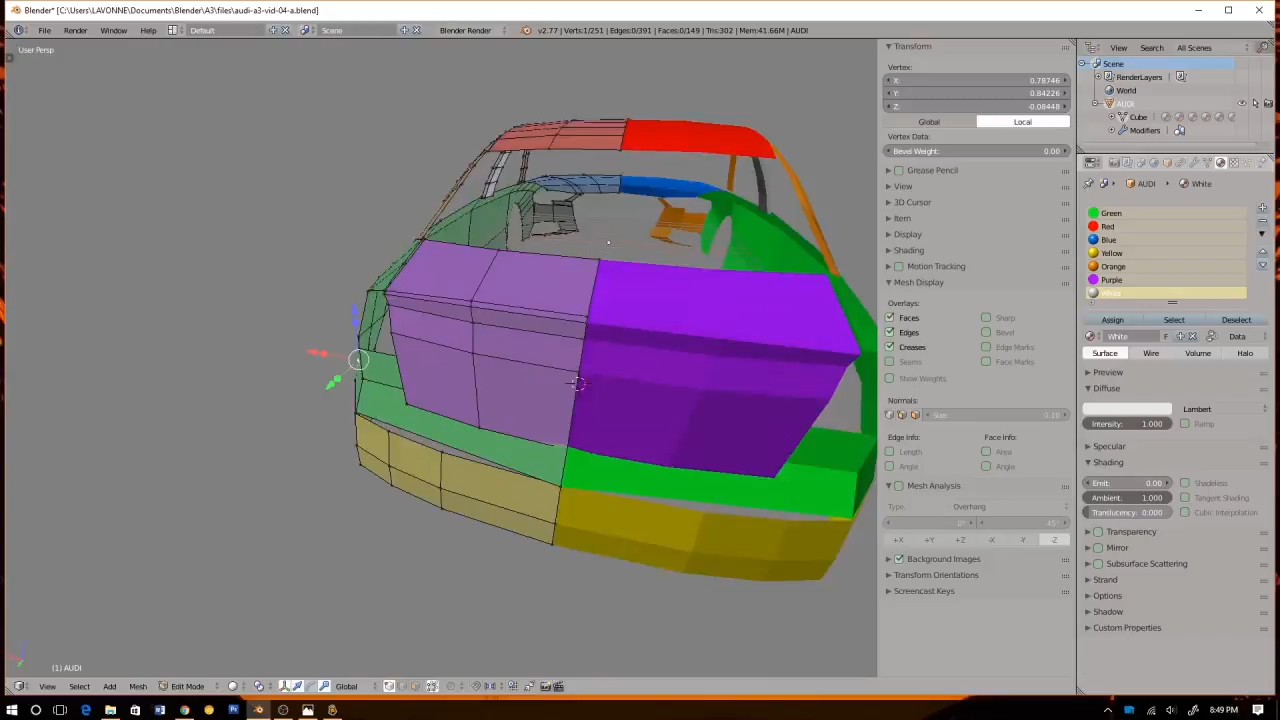 Blender* [C:\Users\LAVONNE\Documents\Blender\A3\files\audi-a3-vid-04-a.blend]
File Render Window Help Default Scene Blender Render v2.77 | Verts:1/251 | Edges:0/391 | Faces:0/149 | Tris:302 | Mem:41.66M | AUDI View Search All Scenes
User Persp
Transform
Vertex:
X: 0.78746
Y: 0.84226
Z: -0.08448
Global Local
Vertex Data:
Bevel Weight: 0.00
Grease Pencil
View
3D Cursor
Item
Display
Shading
Motion Tracking
Mesh Display
Overlays:
Faces Sharp
Edges Bevel
Creases Edge Marks
Seams Face Marks
Show Weights
Normals:
Size: 0.10
Edge Info: Face Info:
Length Area
Angle Angle
Mesh Analysis
Type: Overhang
0° 45°
+X +Y +Z -X -Y -Z
Background Images
Transform Orientations
Screencast Keys
Scene
RenderLayers
World
AUDI
Cube
Modifiers
AUDI White
Green
Red
Blue
Yellow
Orange
Purple
White
Assign Select Deselect
White F Data
Surface Wire Volume Halo
Preview
Diffuse
Lambert
Intensity: 1.000 Ramp
Specular
Shading
Emit: 0.00 Shadeless
Ambient: 1.000 Tangent Shading
Translucency: 0.000 Cubic Interpolation
Transparency
Mirror
Subsurface Scattering
Strand
Options
Shadow
Custom Properties
(1) AUDI
View Select Add Mesh Edit Mode Global
8:49 PM